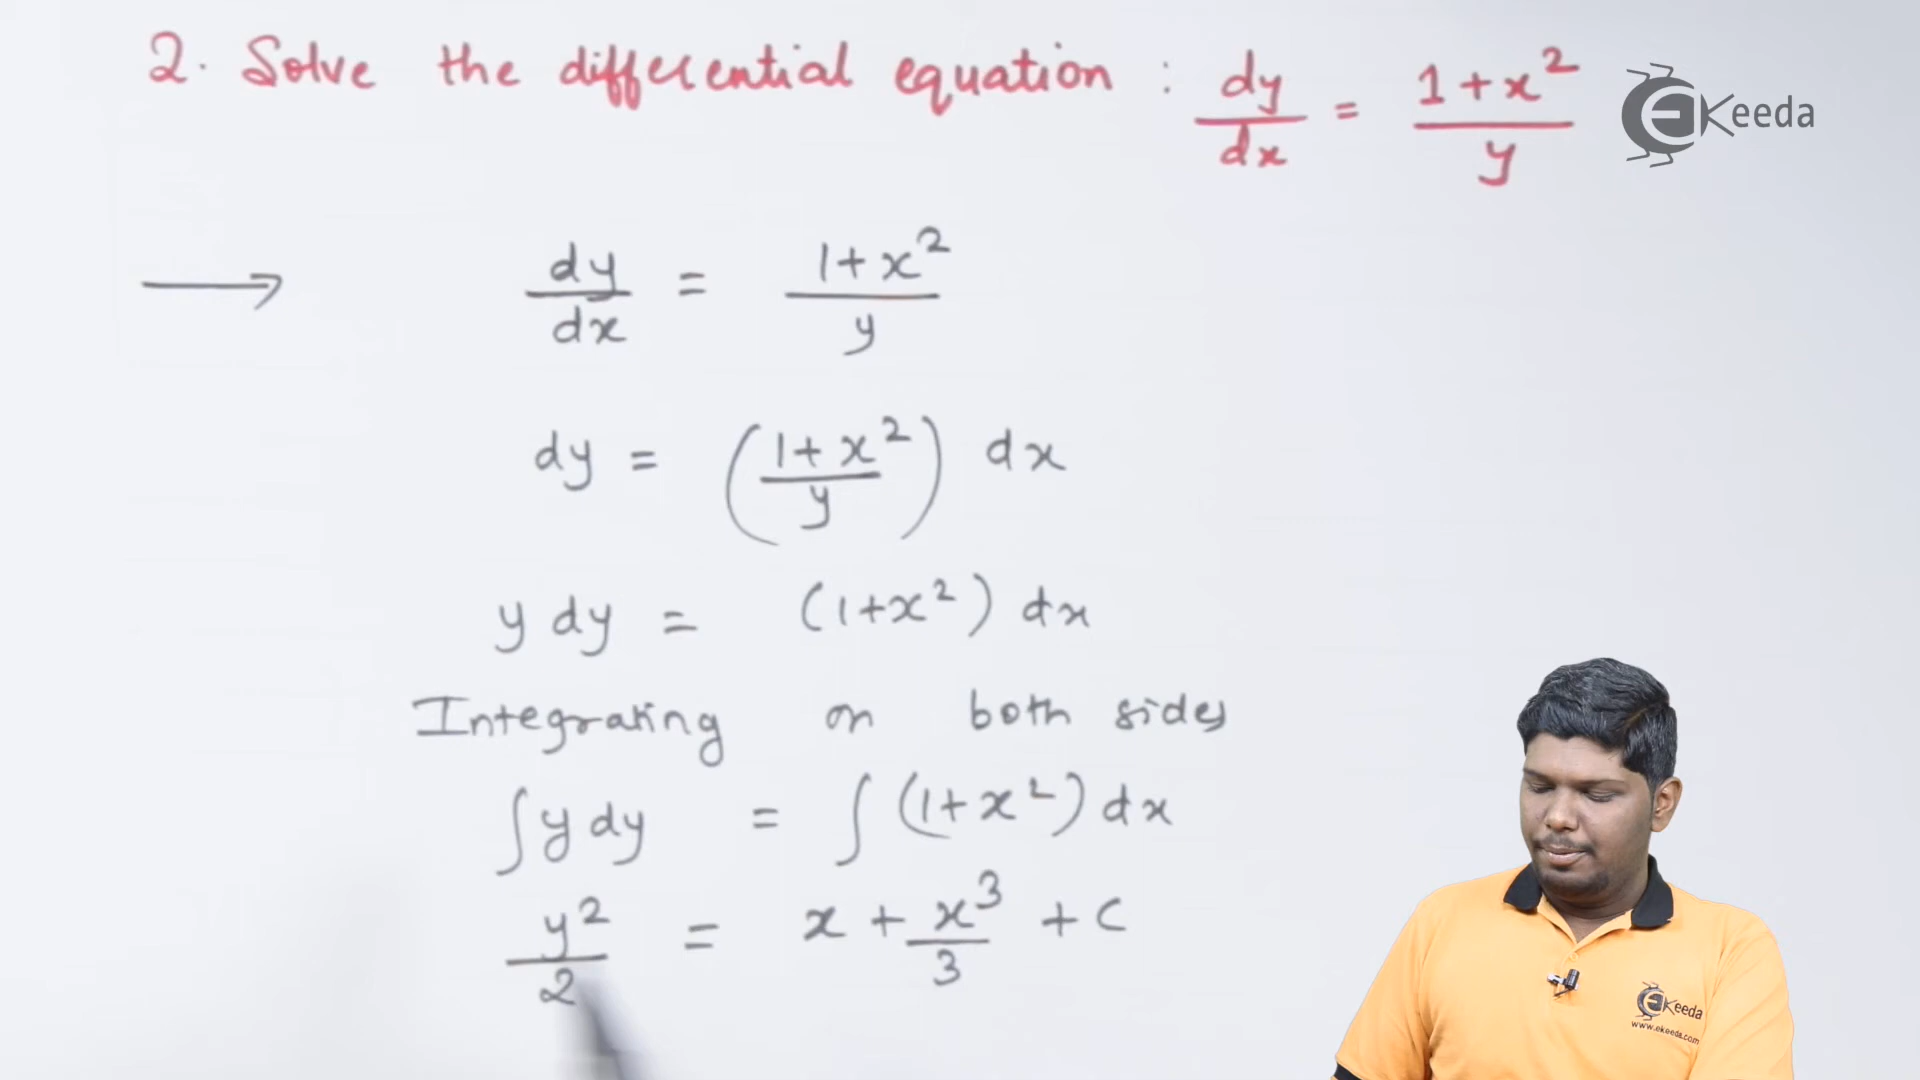 2. Solve the differential equation : dy/dx = 1+x²/y
EKeeda
→ dy/dx = 1+x²/y
dy = (1+x²/y) dx
y dy = (1+x²) dx
Integrating on both sides
∫y dy = ∫(1+x²) dx
y²/2 = x + x³/3 + c
EKeeda
www.ekeeda.com